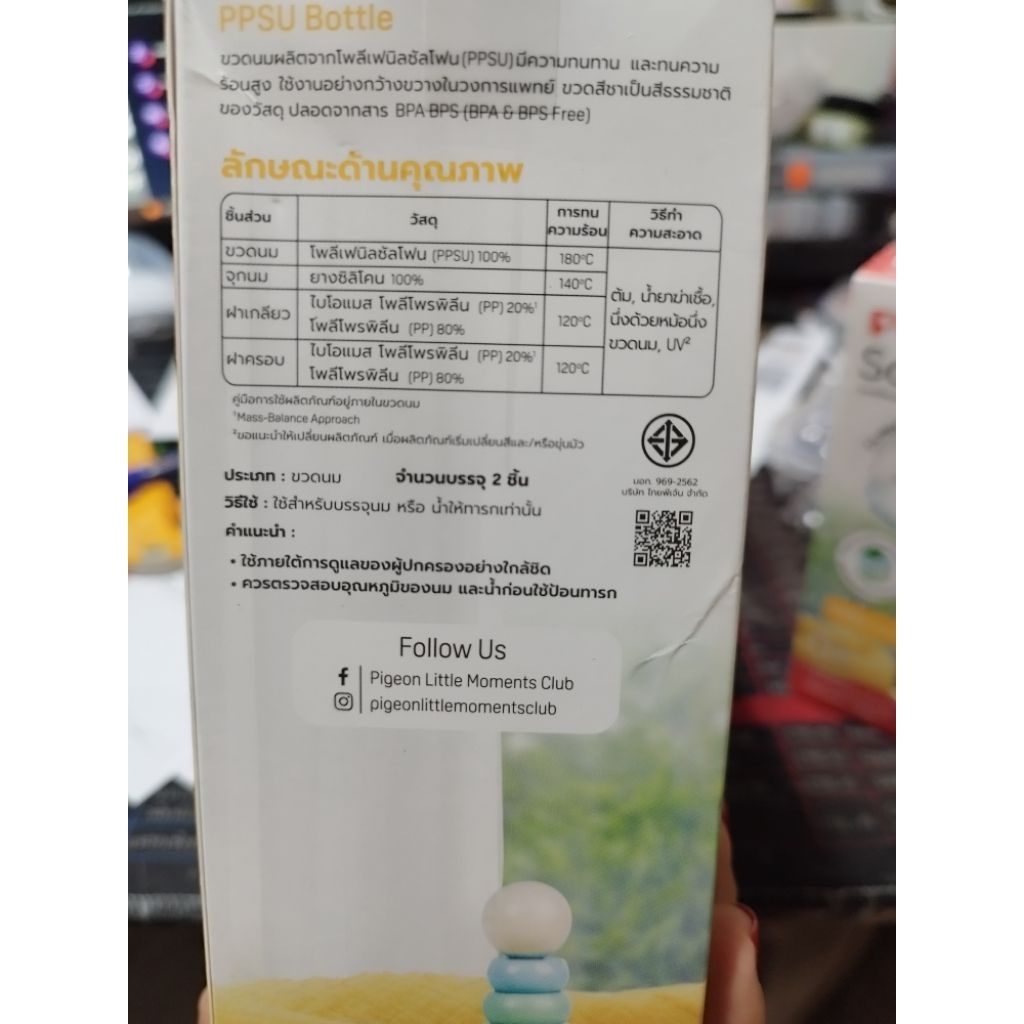 PPSU Bottle
ขวดนมผลิตจากโพลีเฟนิลซัลโฟน(PPSU)มีความทนทาน และทนความ
ร้อนสูง ใช้งานอย่างกว้างขวางในวงการแพทย์ ขวดสีชาเป็นสีธรรมชาติ
ของวัสดุ ปลอดจากสาร BPA BPS (BPA & BPS Free)
ลักษณะด้านคุณภาพ
ชิ้นส่วน วัสดุ การทนความร้อน วิธีทำความสะอาด
ขวดนม โพลีเฟนิลซัลโฟน (PPSU) 100% 180°C
จุกนม ยางซิลิโคน 100% 140°C
ฝาเกลียว ไบโอแมส โพลีโพรพิลีน (PP) 20%¹
โพลีโพรพิลีน (PP) 80% 120°C
ฝาครอบ ไบโอแมส โพลีโพรพิลีน (PP) 20%¹
โพลีโพรพิลีน (PP) 80% 120°C
ต้ม, น้ำยาฆ่าเชื้อ,
นึ่งด้วยหม้อนึ่ง
ขวดนม, UV²
คู่มือการใช้ผลิตภัณฑ์อยู่ภายในขวดนม
¹Mass-Balance Approach
²ขอแนะนำให้เปลี่ยนผลิตภัณฑ์ เมื่อผลิตภัณฑ์เริ่มเปลี่ยนสีและ/หรือขุ่นมัว
มอก. 969-2562
บริษัท ไทยพิเจ้น จำกัด
ประเภท : ขวดนม จำนวนบรรจุ 2 ชิ้น
วิธีใช้ : ใช้สำหรับบรรจุนม หรือ น้ำให้ทารกเท่านั้น
คำแนะนำ :
• ใช้ภายใต้การดูแลของผู้ปกครองอย่างใกล้ชิด
• ควรตรวจสอบอุณหภูมิของนม และน้ำก่อนใช้ป้อนทารก
Follow Us
Pigeon Little Moments Club
pigeonlittlemomentsclub